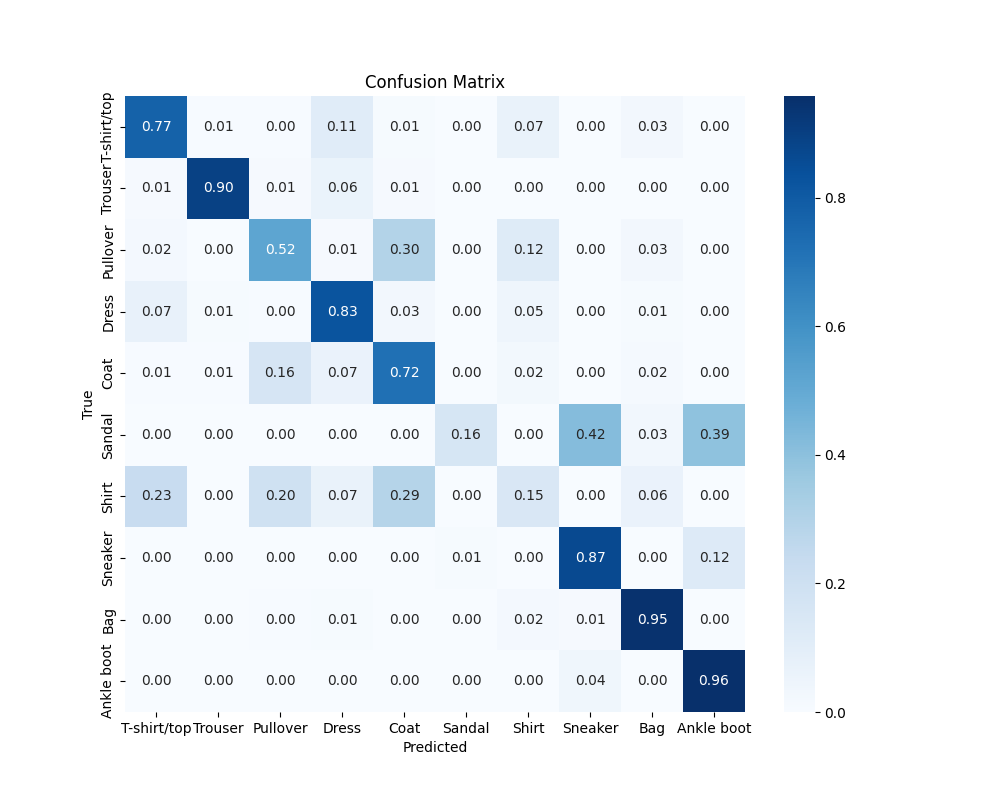 Confusion Matrix
T-shirt/top 0.77 0.01 0.00 0.11 0.01 0.00 0.07 0.00 0.03 0.00
Trouser 0.01 0.90 0.01 0.06 0.01 0.00 0.00 0.00 0.00 0.00
Pullover 0.02 0.00 0.52 0.01 0.30 0.00 0.12 0.00 0.03 0.00
Dress 0.07 0.01 0.00 0.83 0.03 0.00 0.05 0.00 0.01 0.00
Coat 0.01 0.01 0.16 0.07 0.72 0.00 0.02 0.00 0.02 0.00
Sandal 0.00 0.00 0.00 0.00 0.00 0.16 0.00 0.42 0.03 0.39
Shirt 0.23 0.00 0.20 0.07 0.29 0.00 0.15 0.00 0.06 0.00
Sneaker 0.00 0.00 0.00 0.00 0.00 0.01 0.00 0.87 0.00 0.12
Bag 0.00 0.00 0.00 0.01 0.00 0.00 0.02 0.01 0.95 0.00
Ankle boot 0.00 0.00 0.00 0.00 0.00 0.00 0.00 0.04 0.00 0.96
True
T-shirt/top Trouser Pullover Dress Coat Sandal Shirt Sneaker Bag Ankle boot
Predicted
0.8
0.6
0.4
0.2
0.0